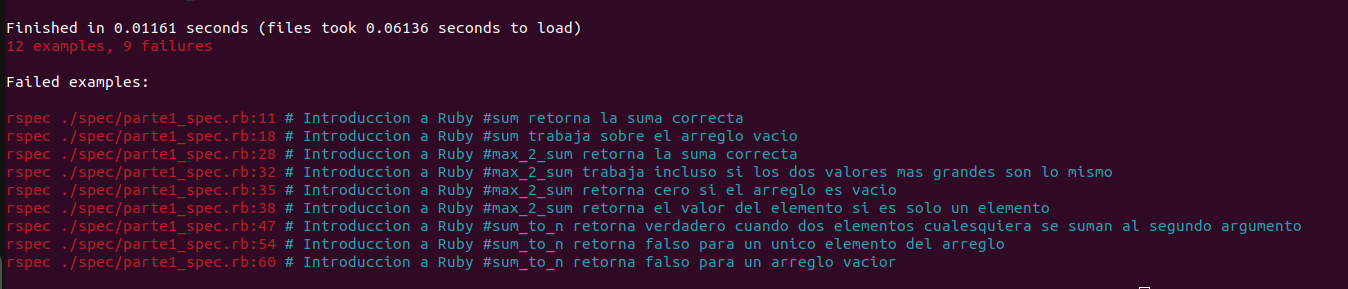 Finished in 0.01161 seconds (files took 0.06136 seconds to load)
12 examples, 9 failures
Failed examples:
rspec ./spec/parte1_spec.rb:11 # Introduccion a Ruby #sum retorna la suma correcta
rspec ./spec/parte1_spec.rb:18 # Introduccion a Ruby #sum trabaja sobre el arreglo vacio
rspec ./spec/parte1_spec.rb:28 # Introduccion a Ruby #max_2_sum retorna la suma correcta
rspec ./spec/parte1_spec.rb:32 # Introduccion a Ruby #max_2_sum trabaja incluso si los dos valores mas grandes son lo mismo
rspec ./spec/parte1_spec.rb:35 # Introduccion a Ruby #max_2_sum retorna cero si el arreglo es vacio
rspec ./spec/parte1_spec.rb:38 # Introduccion a Ruby #max_2_sum retorna el valor del elemento si es solo un elemento
rspec ./spec/parte1_spec.rb:47 # Introduccion a Ruby #sum_to_n retorna verdadero cuando dos elementos cualesquiera se suman al segundo argumento
rspec ./spec/parte1_spec.rb:54 # Introduccion a Ruby #sum_to_n retorna falso para un unico elemento del arreglo
rspec ./spec/parte1_spec.rb:60 # Introduccion a Ruby #sum_to_n retorna falso para un arreglo vacior